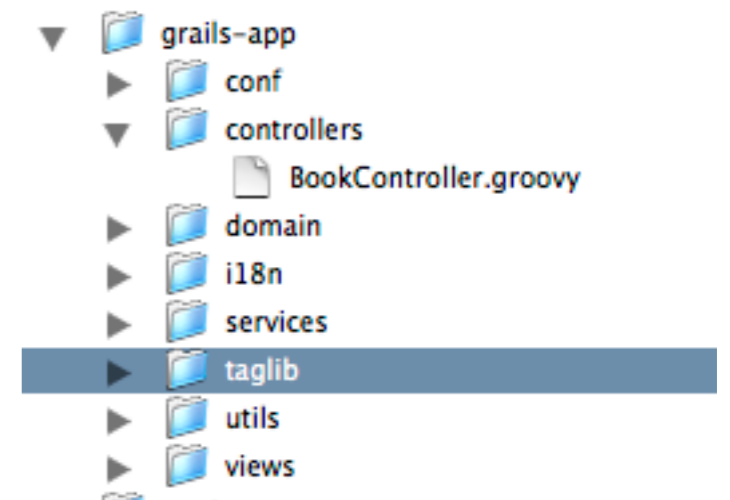 grails-app
conf
controllers
BookController.groovy
domain
i18n
services
taglib
utils
views